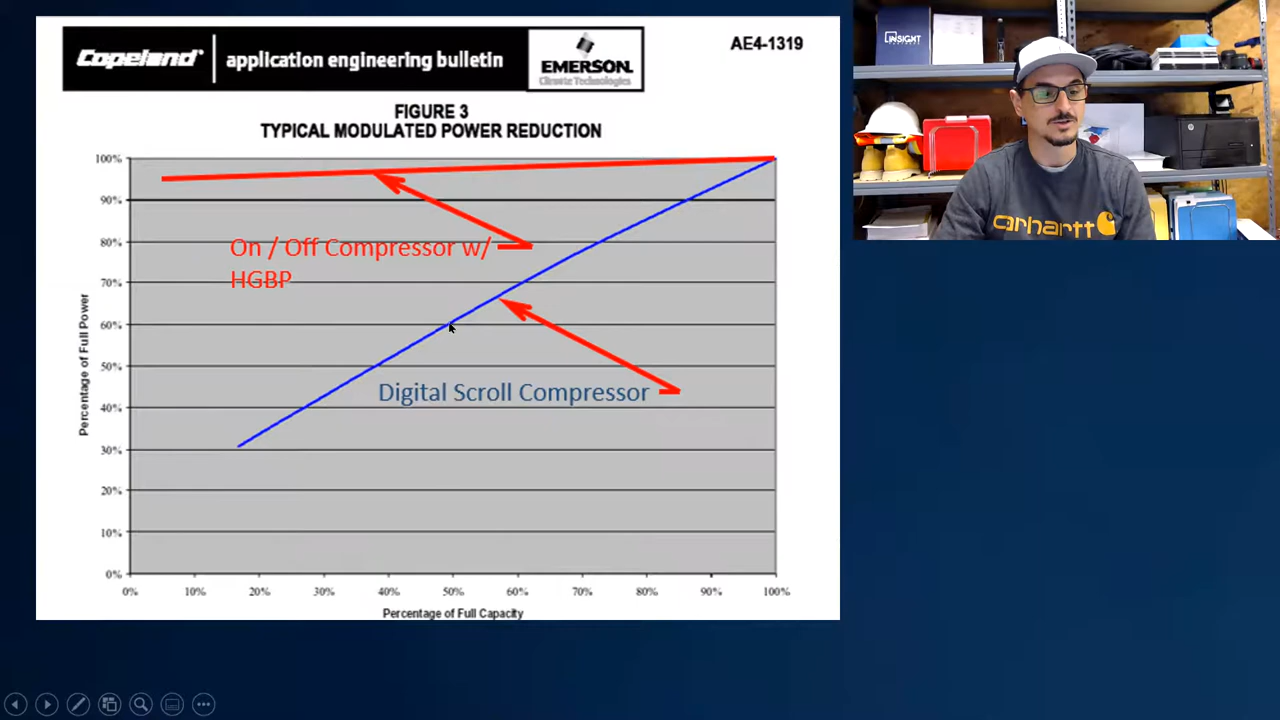 Copeland®
application engineering bulletin
EMERSON.
Climate Technologies
AE4-1319
FIGURE 3
TYPICAL MODULATED POWER REDUCTION
100%
90%
80%
70%
60%
50%
40%
30%
20%
10%
0%
Percentage of Full Power
On / Off Compressor w/
HGBP
Digital Scroll Compressor
0% 10% 20% 30% 40% 50% 60% 70% 80% 90% 100%
Percentage of Full Capacity
INSIGHT
carhartt